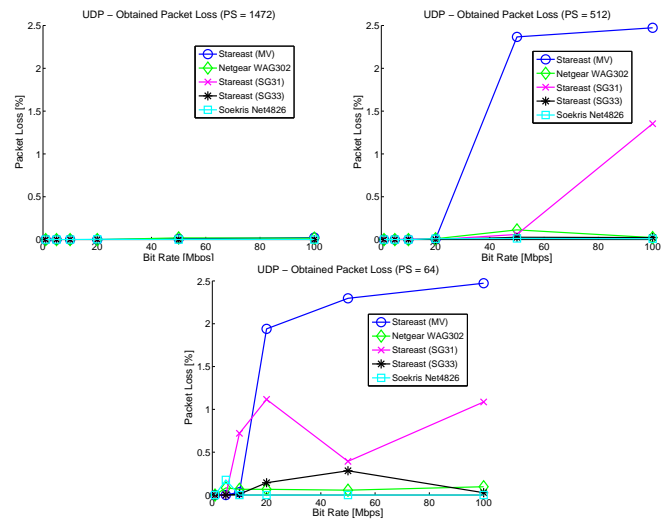 UDP − Obtained Packet Loss (PS = 1472)
2.5
2
1.5
1
0.5
0
Packet Loss [%]
0 20 40 60 80 100
Bit Rate [Mbps]
Stareast (MV)
Netgear WAG302
Stareast (SG31)
Stareast (SG33)
Soekris Net4826
UDP − Obtained Packet Loss (PS = 512)
2.5
2
1.5
1
0.5
0
Packet Loss [%]
20 40 60 80 100
Bit Rate [Mbps]
Stareast (MV)
Netgear WAG302
Stareast (SG31)
Stareast (SG33)
Soekris Net4826
UDP − Obtained Packet Loss (PS = 64)
2.5
2
1.5
1
0.5
0
Packet Loss [%]
0 20 40 60 80 100
Bit Rate [Mbps]
Stareast (MV)
Netgear WAG302
Stareast (SG31)
Stareast (SG33)
Soekris Net4826